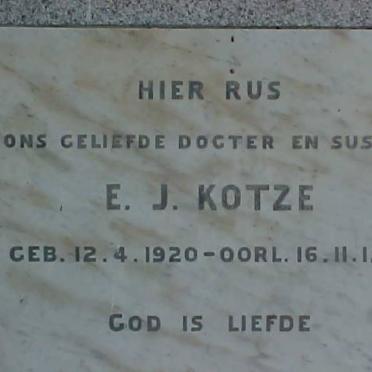 HIER RUS
ONS GELIEFDE DOGTER EN SUS
E. J. KOTZE
GEB. 12.4.1920-OORL. 16.11.1
GOD IS LIEFDE